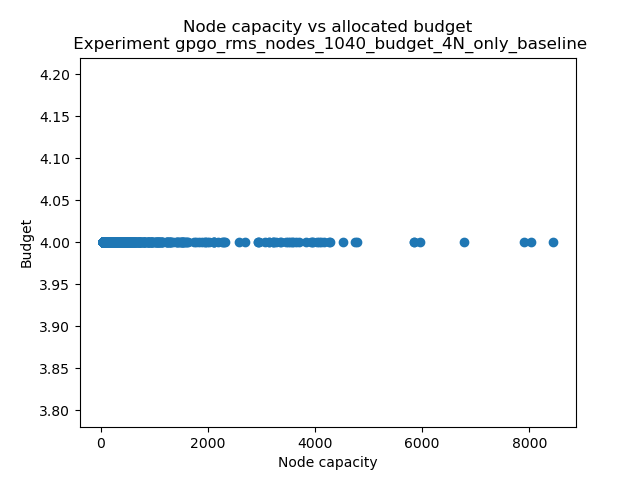 Node capacity vs allocated budget
Experiment gpgo_rms_nodes_1040_budget_4N_only_baseline
4.20
4.15
4.10
4.05
4.00
3.95
3.90
3.85
3.80
Budget
0 2000 4000 6000 8000
Node capacity